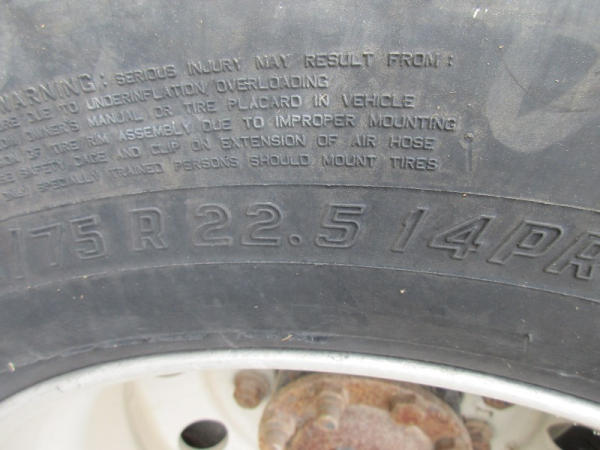 WARNING: SERIOUS INJURY MAY RESULT FROM:
DUE TO UNDERINFLATION/OVERLOADING
OWNER'S MANUAL OR TIRE PLACARD IN VEHICLE
OF TIRE RIM ASSEMBLY DUE TO IMPROPER MOUNTING
SAFETY CAGE AND CLIP ON EXTENSION OF AIR HOSE
SPECIALLY TRAINED PERSONS SHOULD MOUNT TIRES
175 R 22.5 14PR